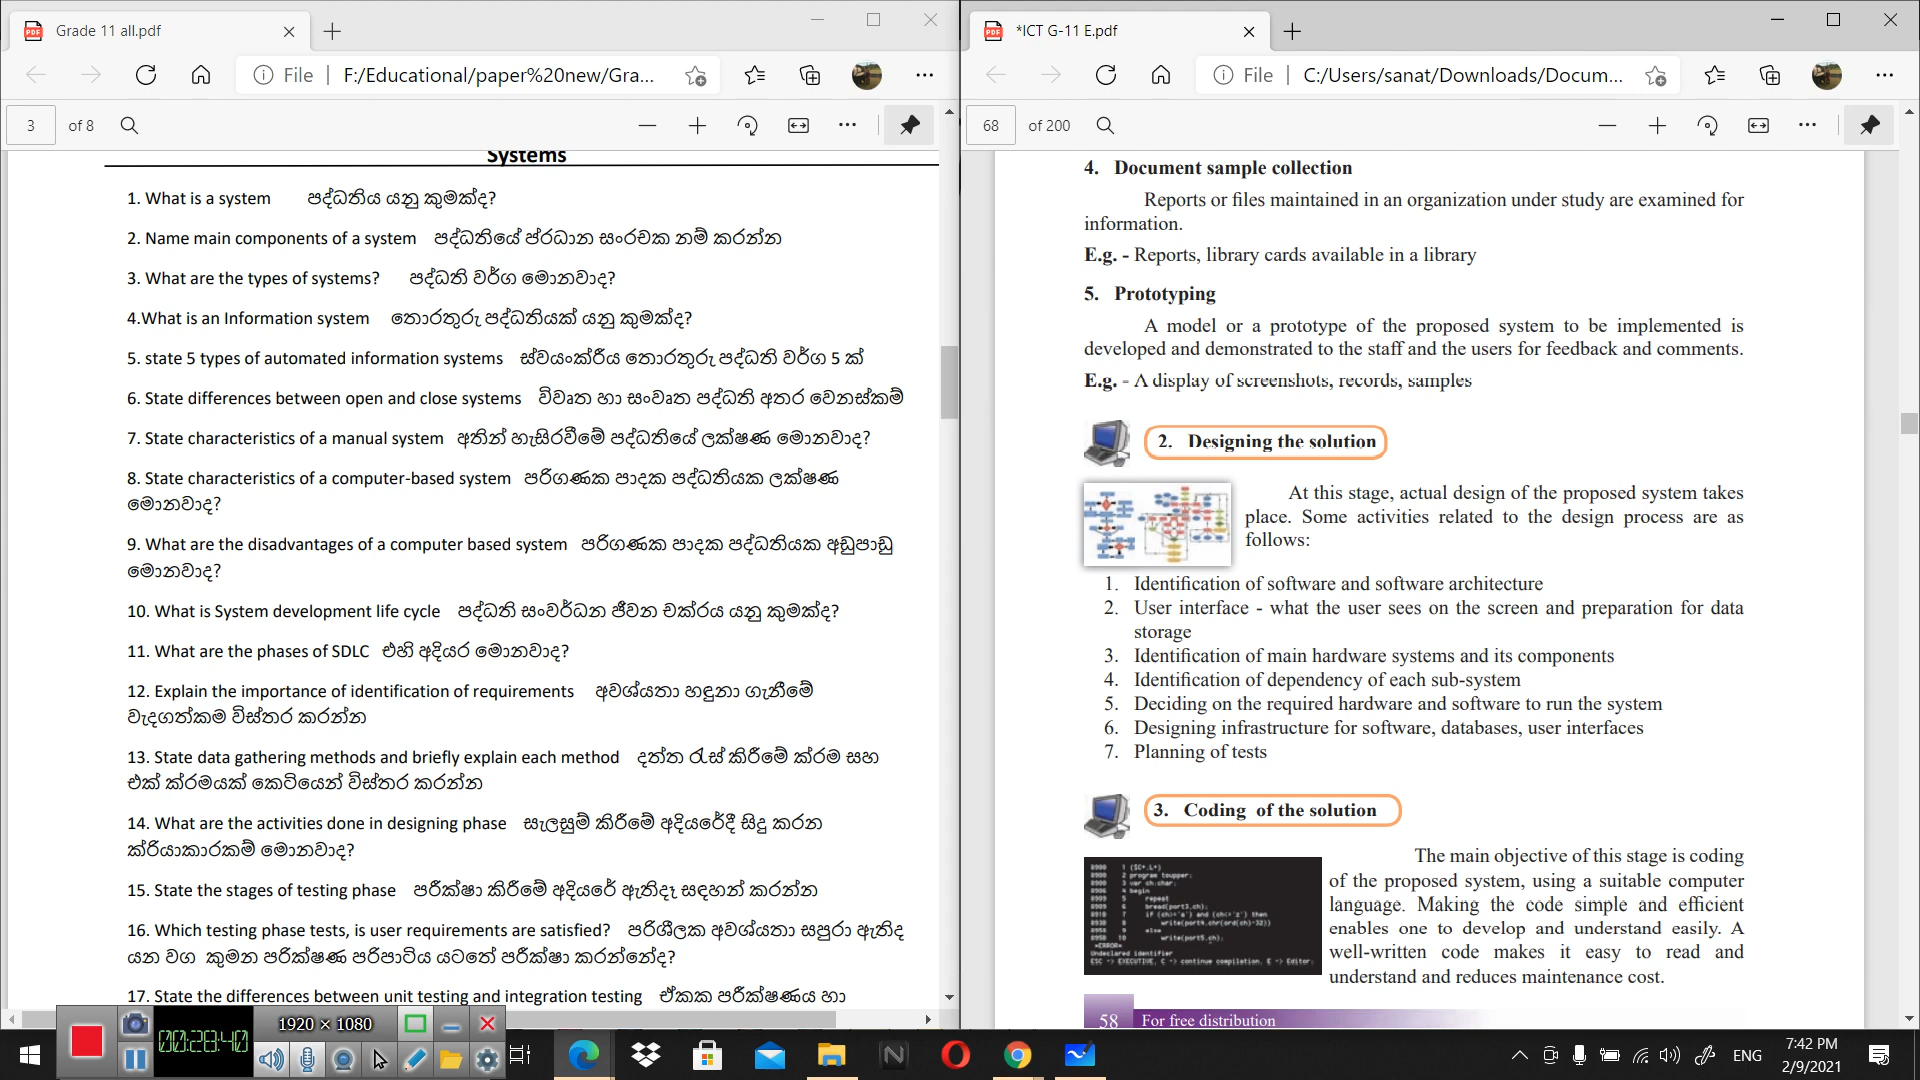 Grade 11 all.pdf
File
F:/Educational/paper%20new/Gra...
3 of 8
Systems
1. What is a system පද්ධතිය යනු කුමක්ද?
2. Name main components of a system පද්ධතියේ ප්රධාන සංරචක නම් කරන්න
3. What are the types of systems? පද්ධති වර්ග මොනවාද?
4.What is an Information system තොරතුරු පද්ධතියක් යනු කුමක්ද?
5. state 5 types of automated information systems ස්වයංක්රීය තොරතුරු පද්ධති වර්ග 5 ක්
6. State differences between open and close systems විවෘත හා සංවෘත පද්ධති අතර වෙනස්කම්
7. State characteristics of a manual system අතින් හැසිරවීමේ පද්ධතියේ ලක්ෂණ මොනවාද?
8. State characteristics of a computer-based system පරිගණක පාදක පද්ධතියක ලක්ෂණ
මොනවාද?
9. What are the disadvantages of a computer based system පරිගණක පාදක පද්ධතියක අඩුපාඩු
මොනවාද?
10. What is System development life cycle පද්ධති සංවර්ධන ජීවන චක්රය යනු කුමක්ද?
11. What are the phases of SDLC එහි අදියර මොනවාද?
12. Explain the importance of identification of requirements අවශ්යතා හඳුනා ගැනීමේ
වැදගත්කම විස්තර කරන්න
13. State data gathering methods and briefly explain each method දත්ත රැස් කිරීමේ ක්රම සහ
එක් ක්රමයක් කෙටියෙන් විස්තර කරන්න
14. What are the activities done in designing phase සැලසුම් කිරීමේ අදියරේදී සිදු කරන
ක්රියාකාරකම් මොනවාද?
15. State the stages of testing phase පරීක්ෂා කිරීමේ අදියරේ ඇතිදෑ සඳහන් කරන්න
16. Which testing phase tests, is user requirements are satisfied? පරිශීලක අවශ්යතා සපුරා ඇතිද
යන වග කුමන පරික්ෂණ පරිපාටිය යටතේ පරීක්ෂා කරන්නේද?
17. State the differences between unit testing and integration testing ඒකක පරීක්ෂණය හා
*ICT G-11 E.pdf
File
C:/Users/sanat/Downloads/Docum...
68 of 200
4. Document sample collection
Reports or files maintained in an organization under study are examined for
information.
E.g. - Reports, library cards available in a library
5. Prototyping
A model or a prototype of the proposed system to be implemented is
developed and demonstrated to the staff and the users for feedback and comments.
E.g. - A display of screenshots, records, samples
2. Designing the solution
At this stage, actual design of the proposed system takes
place. Some activities related to the design process are as
follows:
1. Identification of software and software architecture
2. User interface - what the user sees on the screen and preparation for data
storage
3. Identification of main hardware systems and its components
4. Identification of dependency of each sub-system
5. Deciding on the required hardware and software to run the system
6. Designing infrastructure for software, databases, user interfaces
7. Planning of tests
3. Coding of the solution
The main objective of this stage is coding
of the proposed system, using a suitable computer
language. Making the code simple and efficient
enables one to develop and understand easily. A
well-written code makes it easy to read and
understand and reduces maintenance cost.
58 For free distribution
00:28:40
1920 × 1080
ENG
7:42 PM
2/9/2021